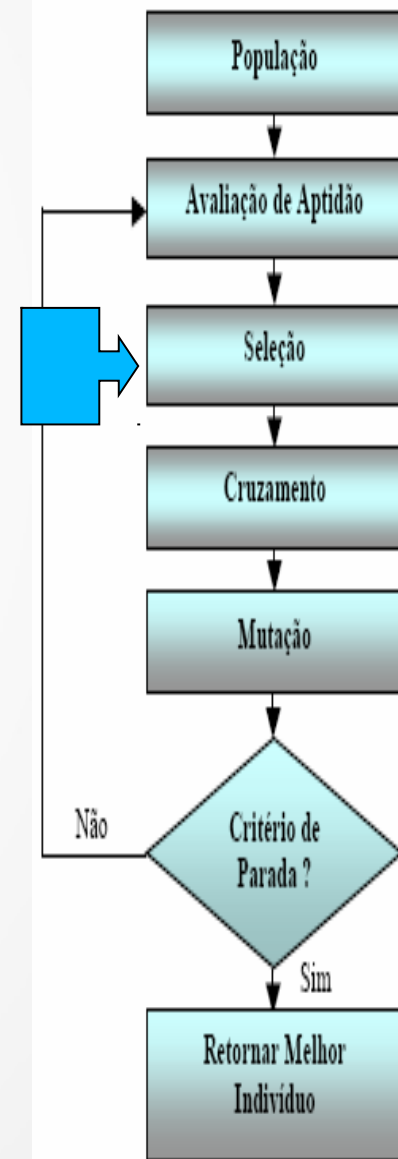 População
Avaliação de Aptidão
Seleção
Cruzamento
Mutação
Não
Critério de
Parada ?
Sim
Retornar Melhor
Indivíduo